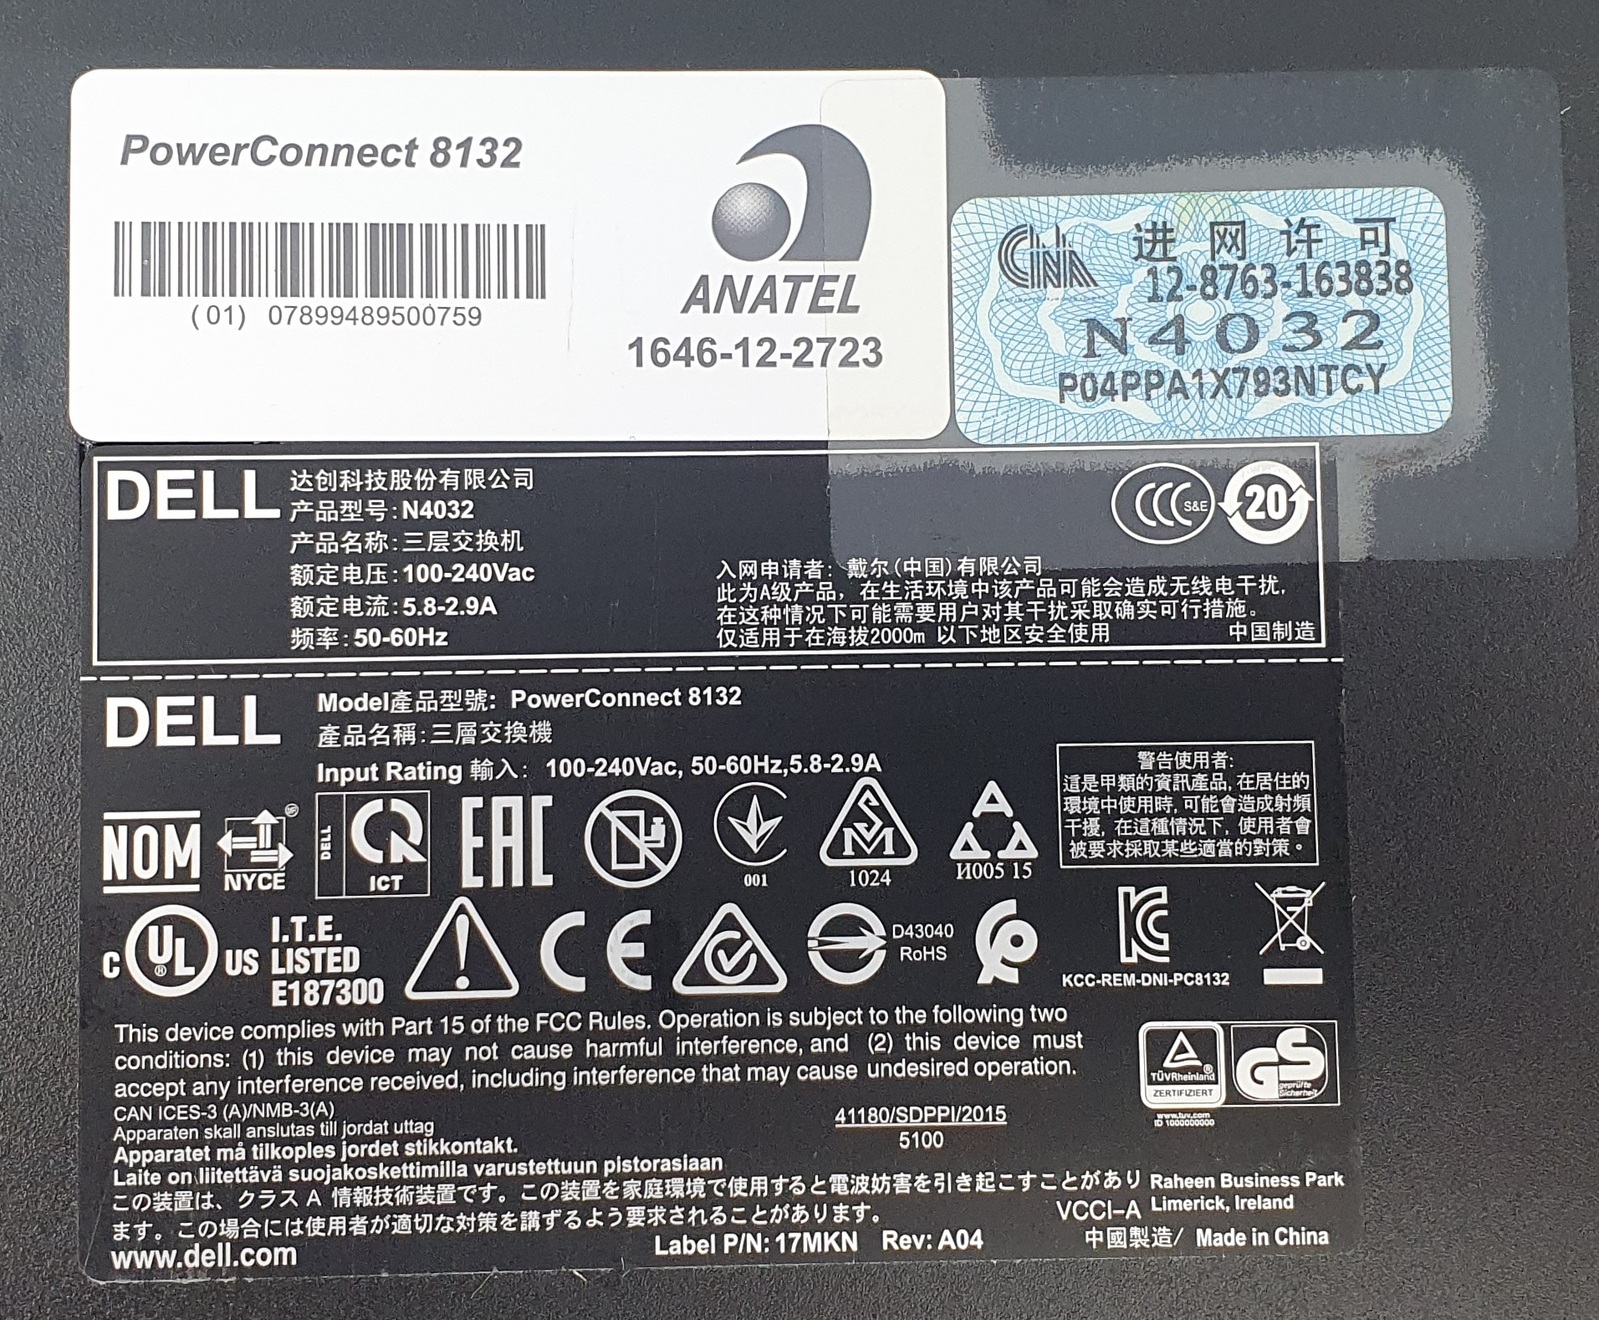 PowerConnect 8132
(01) 07899489500759
ANATEL
1646-12-2723
CNA 进网许可
12-8763-163838
N4032
P04PPA1X793NTCY
DELL
达创科技股份有限公司
产品型号:N4032
产品名称:三层交换机
额定电压:100-240Vac
额定电流:5.8-2.9A
频率:50-60Hz
CCC S&E 20
入网申请者: 戴尔(中国)有限公司
此为A级产品，在生活环境中该产品可能会造成无线电干扰,
在这种情况下可能需要用户对其干扰采取确实可行措施。
仅适用于在海拔2000m 以下地区安全使用 中国制造
DELL
Model產品型號: PowerConnect 8132
產品名稱:三層交換機
Input Rating 輸入: 100-240Vac, 50-60Hz,5.8-2.9A
警告使用者:
這是甲類的資訊產品, 在居住的
環境中使用時, 可能會造成射頻
干擾, 在這種情況下, 使用者會
被要求採取某些適當的對策。
NOM
NYCE
DELL
ICT
EAC
001
1024
И005 15
C UL ® US
I.T.E.
LISTED
E187300
CE
D43040
RoHS
KCC-REM-DNI-PC8132
This device complies with Part 15 of the FCC Rules. Operation is subject to the following two
conditions: (1) this device may not cause harmful interference, and (2) this device must
accept any interference received, including interference that may cause undesired operation.
TÜVRheinland®
ZERTIFIZIERT
GS
geprüfte
Sicherheit
www.tuv.com
ID 1000000000
CAN ICES-3 (A)/NMB-3(A)
Apparaten skall anslutas till jordat uttag
Apparatet må tilkoples jordet stikkontakt.
Laite on liitettävä suojakoskettimilla varustettuun pistorasiaan
41180/SDPPI/2015
5100
この装置は、クラス A 情報技術装置です。この装置を家庭環境で使用すると電波妨害を引き起こすことがあり
ます。この場合には使用者が適切な対策を講ずるよう要求されることがあります。
VCCI-A
Raheen Business Park
Limerick, Ireland
www.dell.com
Label P/N: 17MKN Rev: A04
中國製造/ Made in China